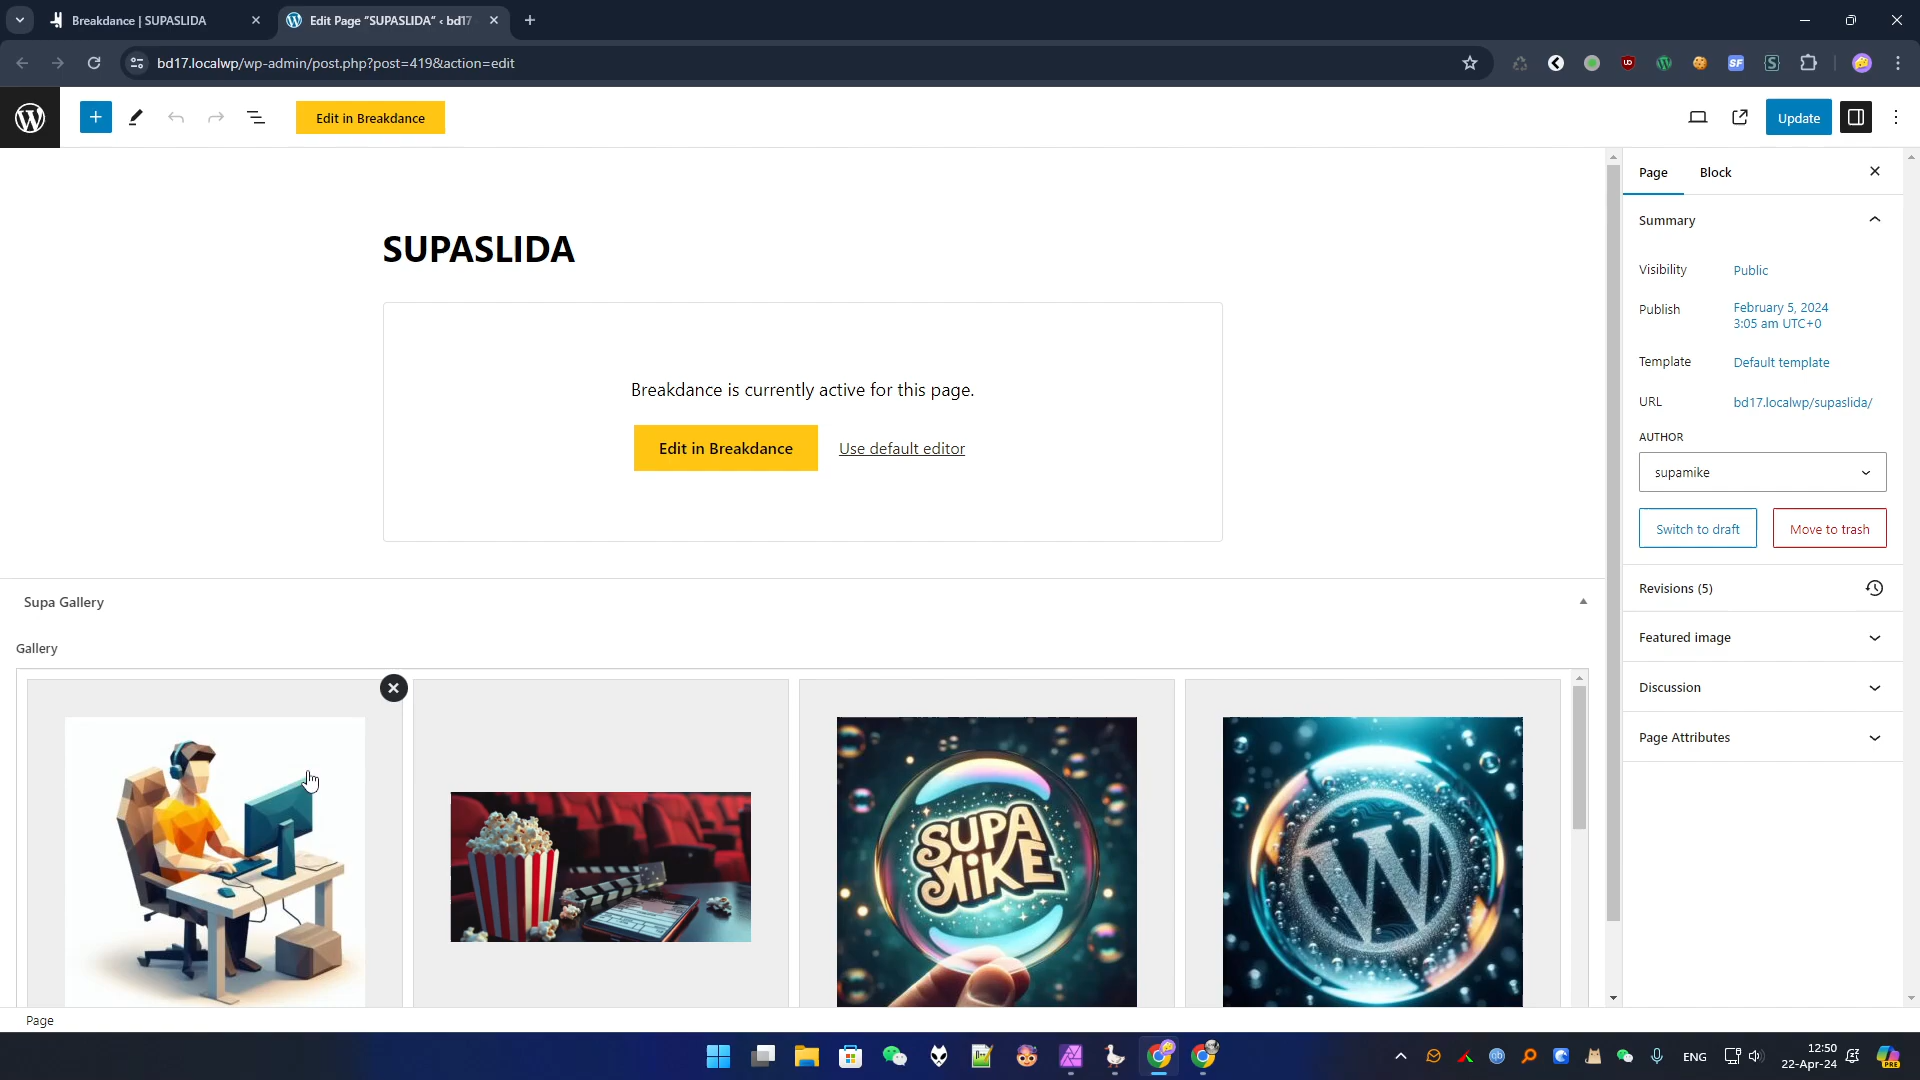 Breakdance | SUPASLIDA
Edit Page “SUPASLIDA” ‹ bd17
bd17.localwp/wp-admin/post.php?post=419&action=edit
Edit in Breakdance
Update
SUPASLIDA
Breakdance is currently active for this page.
Edit in Breakdance
Use default editor
Page
Block
Summary
Visibility
Public
Publish
February 5, 2024
3:05 am UTC+0
Template
Default template
URL
bd17.localwp/supaslida/
AUTHOR
supamike
Switch to draft
Move to trash
Revisions (5)
Featured image
Discussion
Page Attributes
Supa Gallery
Gallery
SUPA
MIKE
W
Page
ENG
12:50
22-Apr-24
PRE